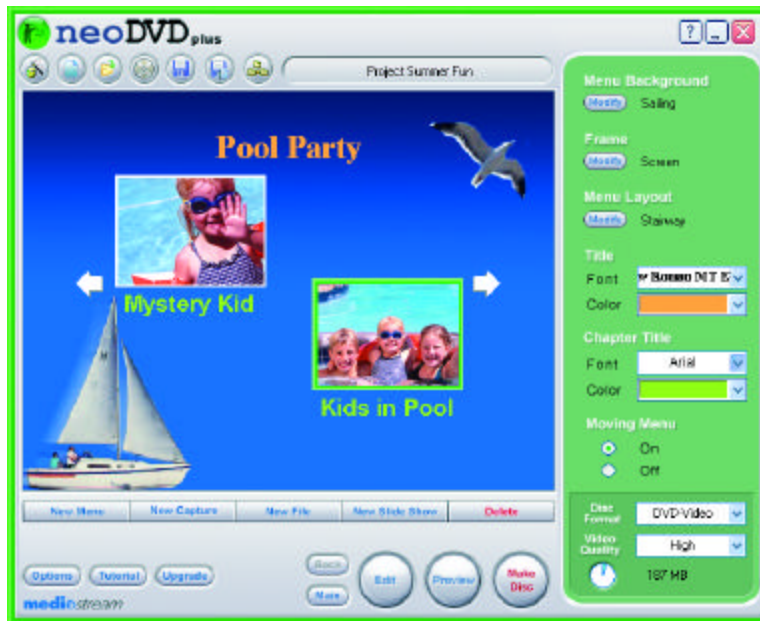 neoDVD plus
?
Project Summer Fun
Pool Party
Mystery Kid
Kids in Pool
Menu Background
Modify Sailing
Frame
Modify Screen
Menu Layout
Modify Stairway
Title
Font
Color
Chapter Title
Font Arial
Color
Moving Menu
On
Off
Disc Format DVD-Video
Video Quality High
187 MB
New Menu New Capture New File New Slide Show Delete
Options Tutorial Upgrade
Back
Main
Edit Preview Make Disc
mediostream